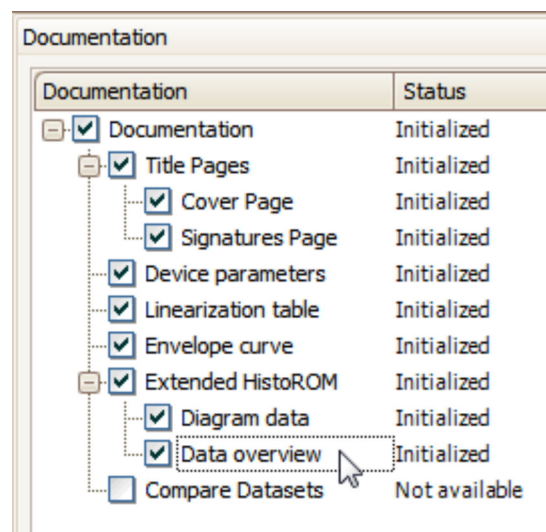 Documentation
Documentation Status
Documentation Initialized
Title Pages Initialized
Cover Page Initialized
Signatures Page Initialized
Device parameters Initialized
Linearization table Initialized
Envelope curve Initialized
Extended HistoROM Initialized
Diagram data Initialized
Data overview Initialized
Compare Datasets Not available